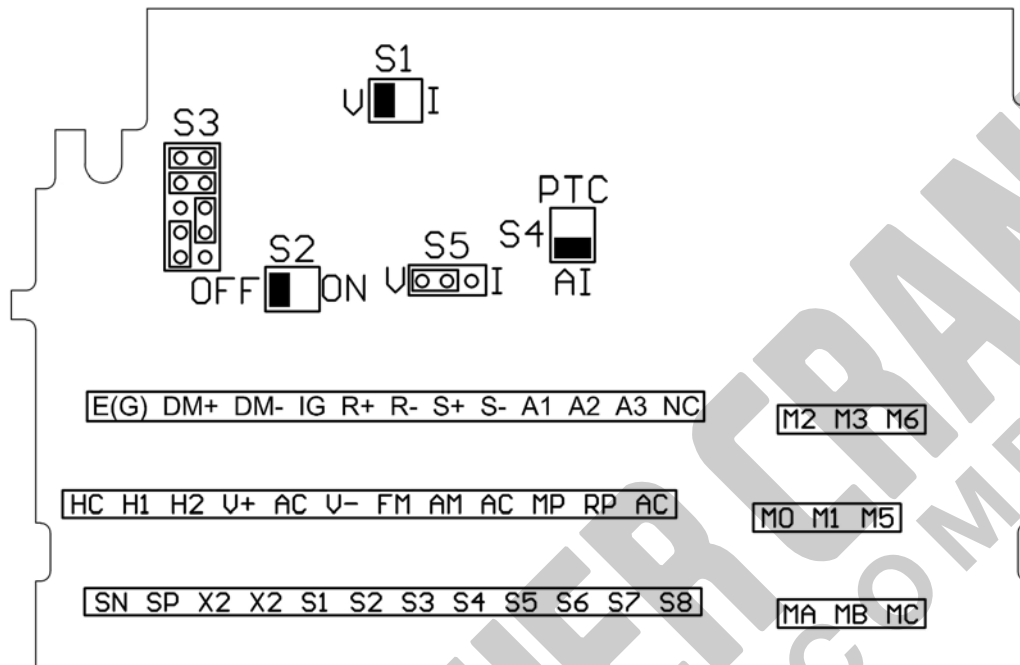 S1
V I
S3
PTC
S4
S2
S5
OFF ON
V I
AI
E(G) DM+ DM- IG R+ R- S+ S- A1 A2 A3 NC
M2 M3 M6
HC H1 H2 V+ AC V- FM AM AC MP RP AC
M0 M1 M5
SN SP X2 X2 S1 S2 S3 S4 S5 S6 S7 S8
MA MB MC